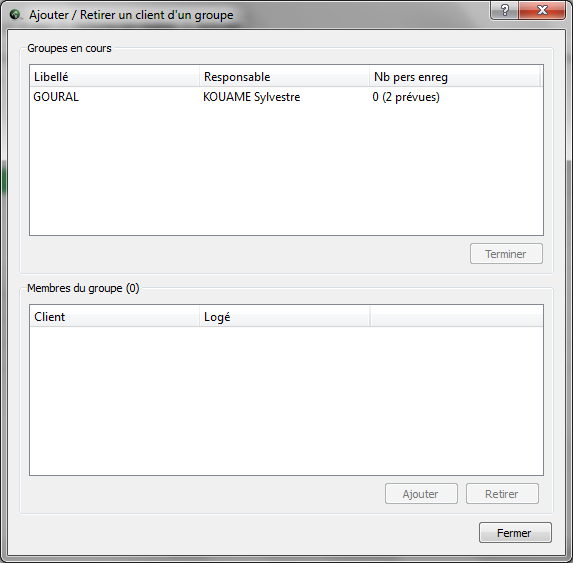 Ajouter / Retirer un client d'un groupe
Groupes en cours
Libellé Responsable Nb pers enreg
GOURAL KOUAME Sylvestre 0 (2 prévues)
Terminer
Membres du groupe (0)
Client Logé
Ajouter Retirer
Fermer